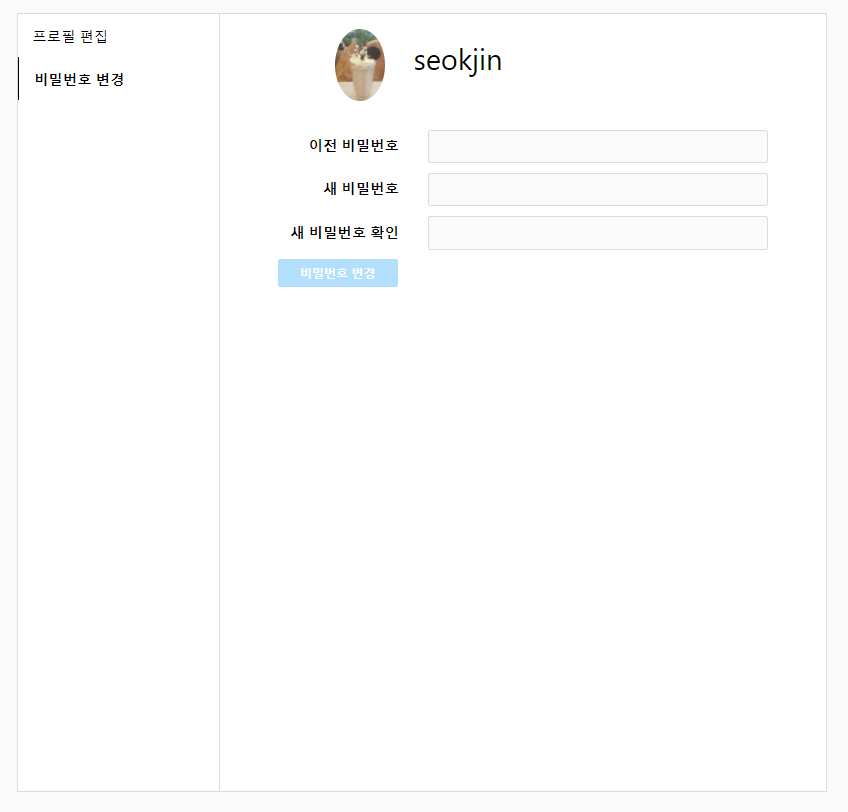 프로필 편집
비밀번호 변경
seokjin
이전 비밀번호
새 비밀번호
새 비밀번호 확인
비밀번호 변경